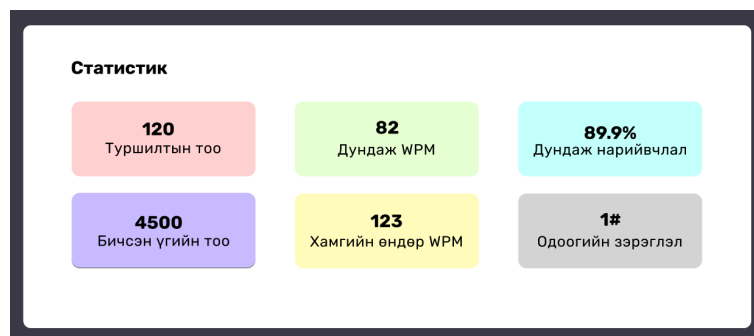 Статистик
120
Туршилтын тоо
82
Дундаж WPM
89.9%
Дундаж нарийвчлал
4500
Бичсэн үгийн тоо
123
Хамгийн өндөр WPM
1#
Одоогийн зэрэглэл